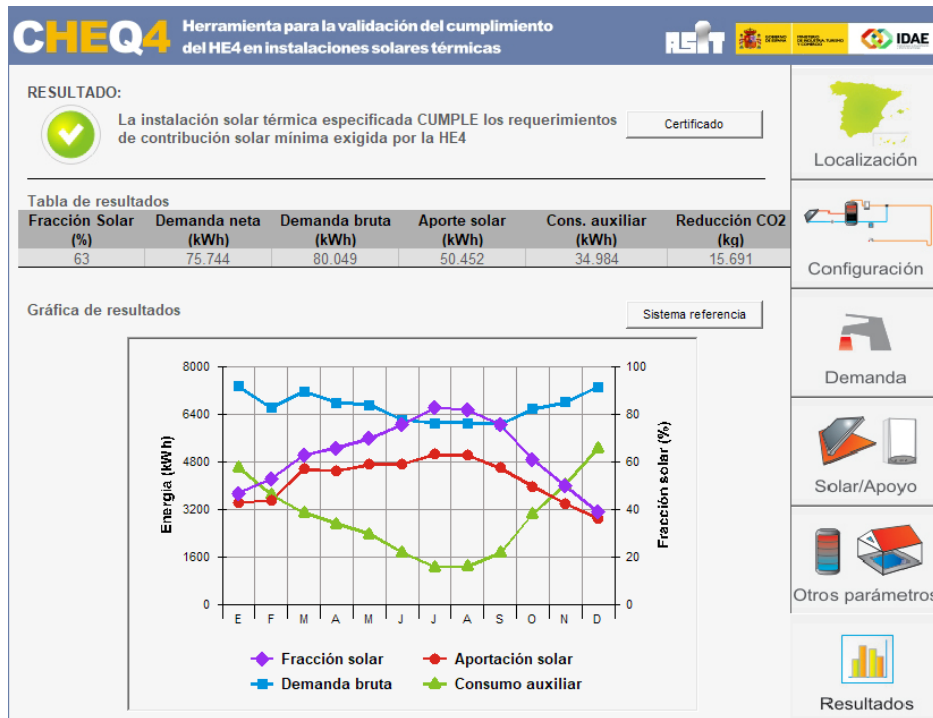 CHEQ4
Herramienta para la validación del cumplimiento
del HE4 en instalaciones solares térmicas
ASIT
IDAE
RESULTADO:
La instalación solar térmica especificada CUMPLE los requerimientos
de contribución solar mínima exigida por la HE4
Certificado
Localización
Tabla de resultados
Fracción Solar (%) Demanda neta (kWh) Demanda bruta (kWh) Aporte solar (kWh) Cons. auxiliar (kWh) Reducción CO2 (kg)
63 75.744 80.049 50.452 34.984 15.691
Configuración
Gráfica de resultados
Sistema referencia
Demanda
Solar/Apoyo
Otros parámetros
Resultados
Energia (kWh)
8000
6400
4800
3200
1600
0
100
80
60
40
20
0
Fracción solar (%)
E F M A M J J A S O N D
Fracción solar Aportación solar
Demanda bruta Consumo auxiliar